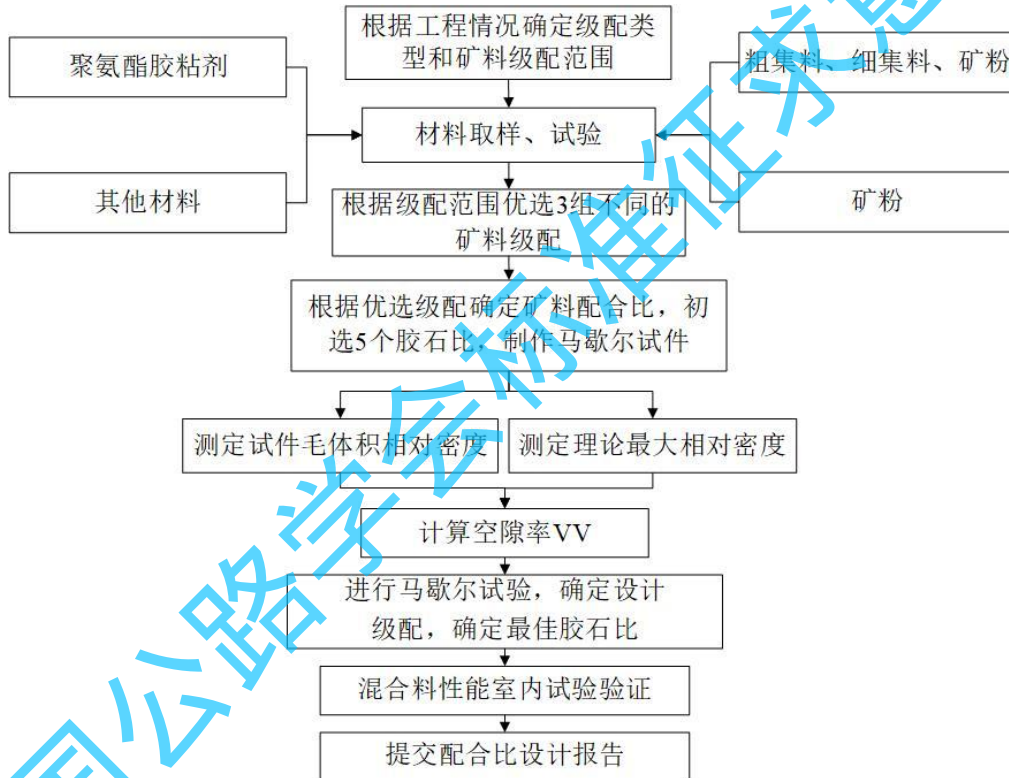 根据工程情况确定级配类
型和矿料级配范围
聚氨酯胶粘剂
粗集料、细集料、矿粉
材料取样、试验
其他材料
矿粉
根据级配范围优选3组不同的
矿料级配
根据优选级配确定矿料配合比，初
选5个胶石比，制作马歇尔试件
测定试件毛体积相对密度
测定理论最大相对密度
计算空隙率VV
进行马歇尔试验，确定设计
级配，确定最佳胶石比
混合料性能室内试验验证
提交配合比设计报告
国公路学会标准征求意